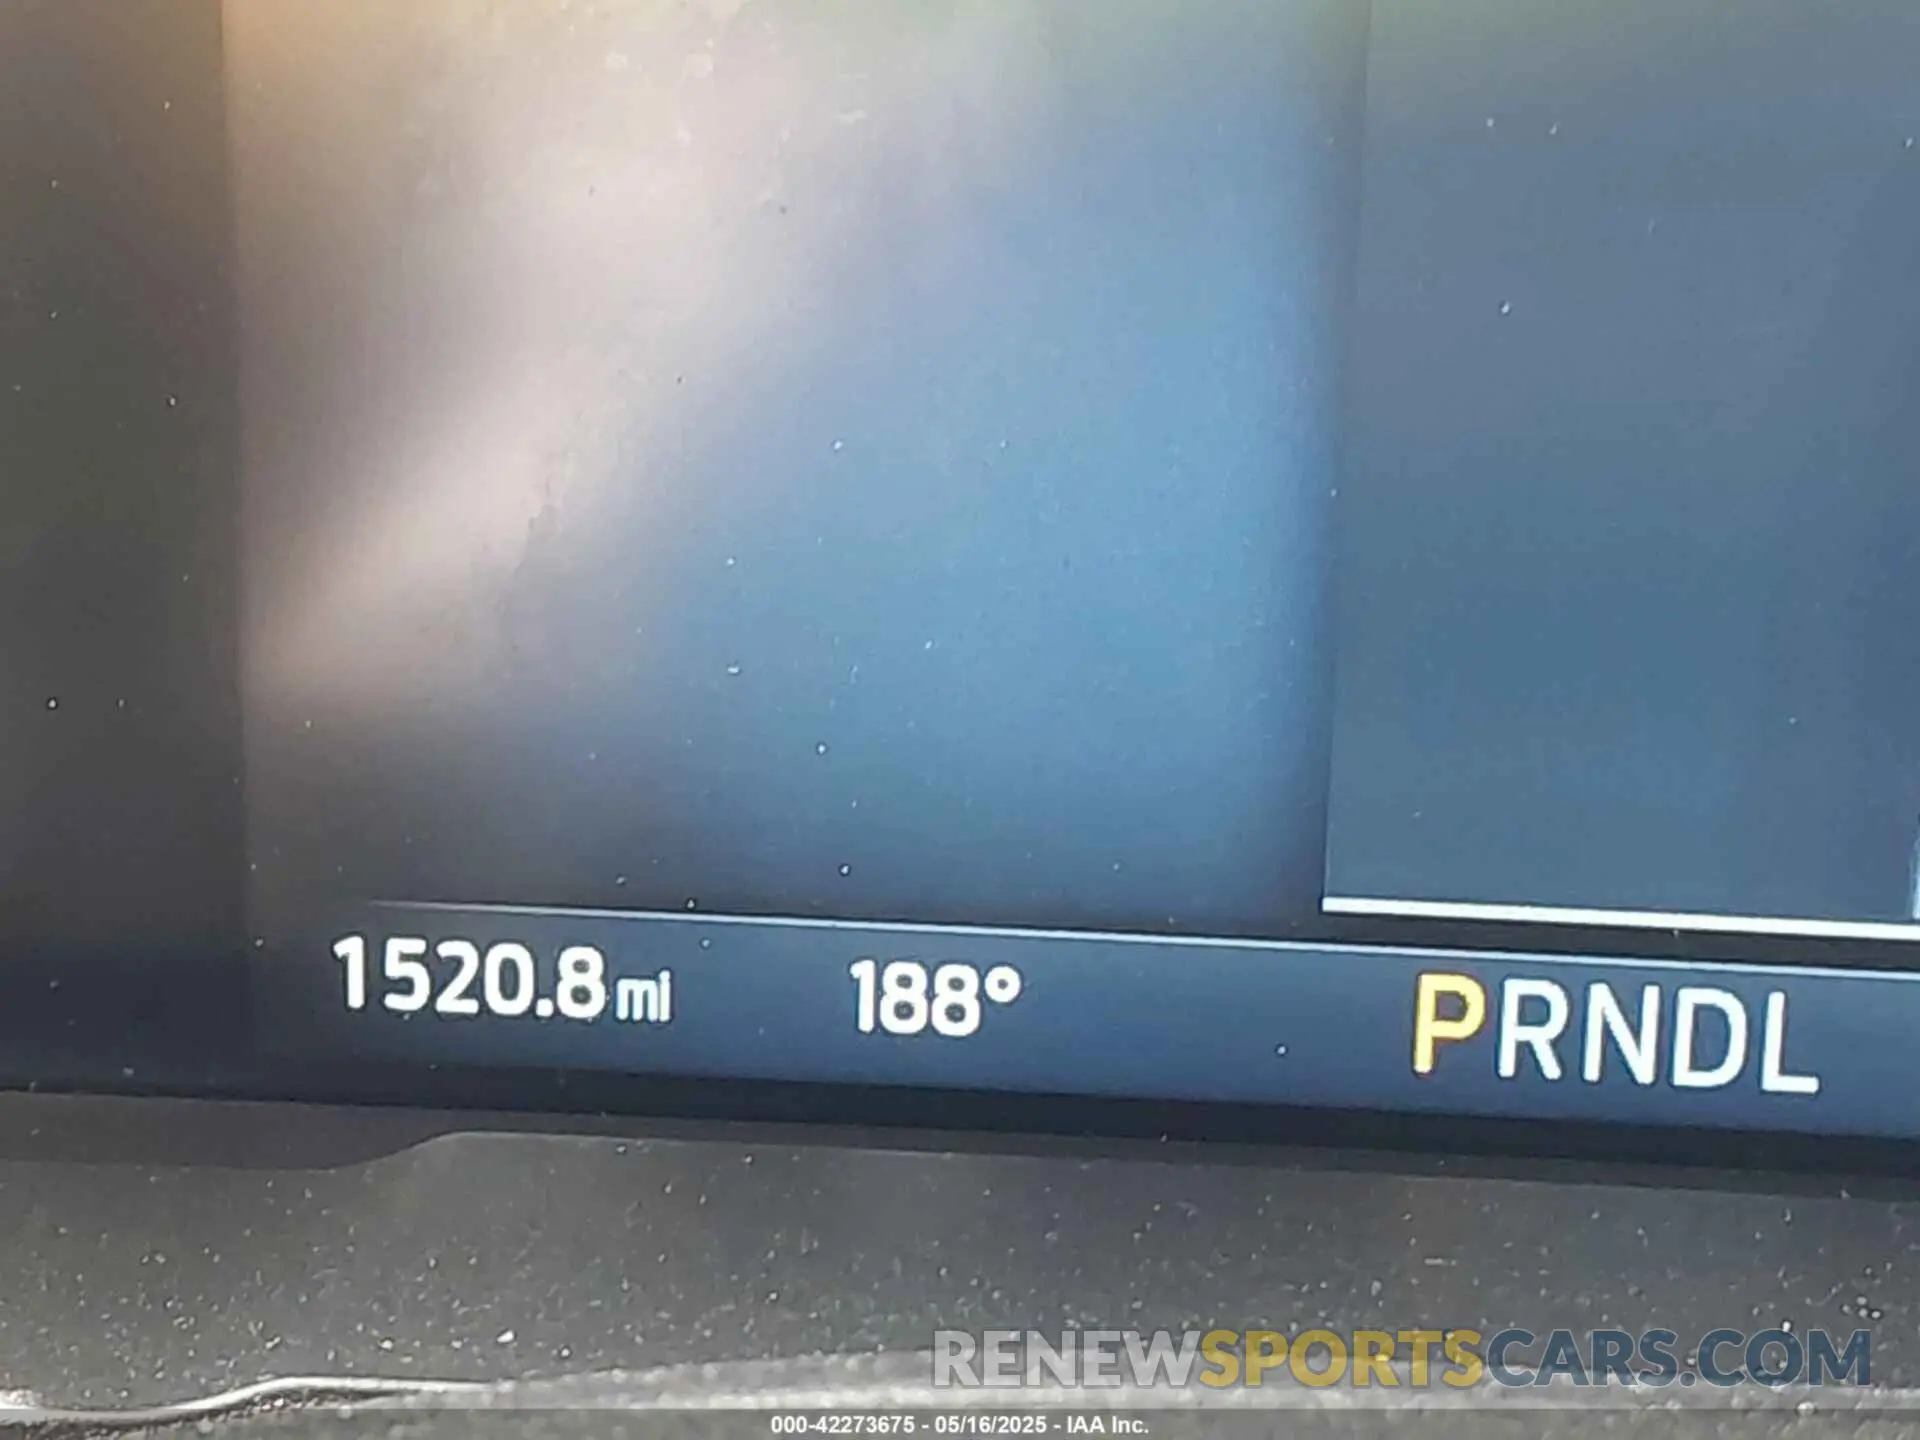 1520.8mi 188° PRNDL
RENEWSPORTSCARS.COM
000-42273675 - 05/16/2025 - IAA Inc.